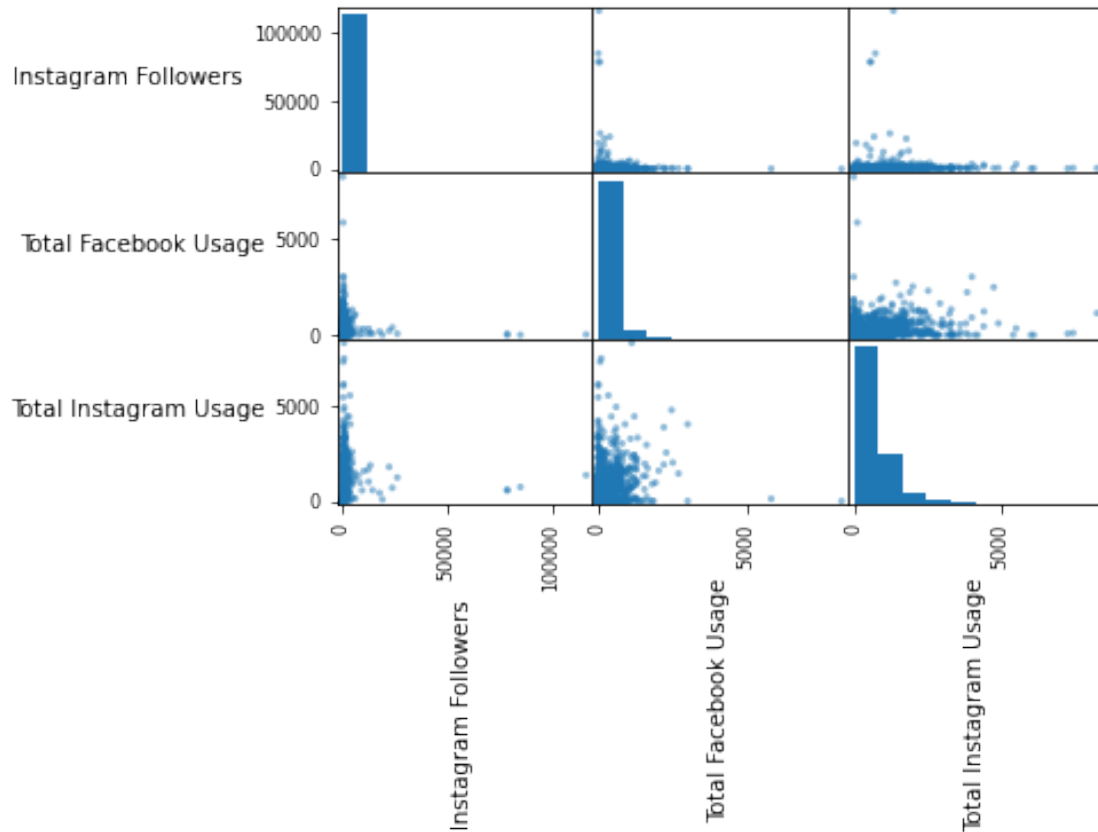 Instagram Followers
100000
50000
0
Total Facebook Usage
5000
0
Total Instagram Usage
5000
0
0
50000
100000
0
5000
0
5000
Instagram Followers
Total Facebook Usage
Total Instagram Usage